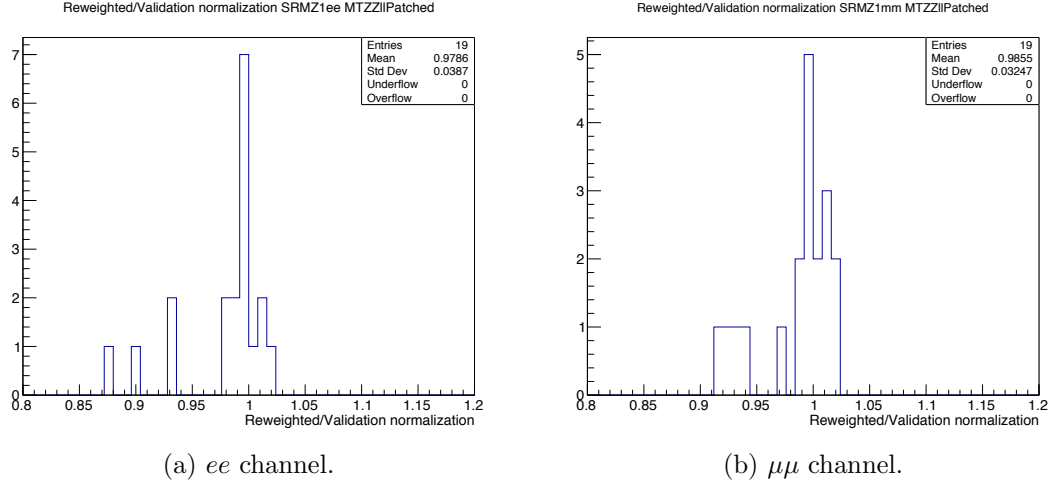 Reweighted/Validation normalization SRMZ1ee MTZZllPatched
Entries 19
Mean 0.9786
Std Dev 0.0387
Underflow 0
Overflow 0
7
6
5
4
3
2
1
0
0.8 0.85 0.9 0.95 1 1.05 1.1 1.15 1.2
Reweighted/Validation normalization
(a) ee channel.
Reweighted/Validation normalization SRMZ1mm MTZZllPatched
Entries 19
Mean 0.9855
Std Dev 0.03247
Underflow 0
Overflow 0
5
4
3
2
1
0
0.8 0.85 0.9 0.95 1 1.05 1.1 1.15 1.2
Reweighted/Validation normalization
(b) μμ channel.